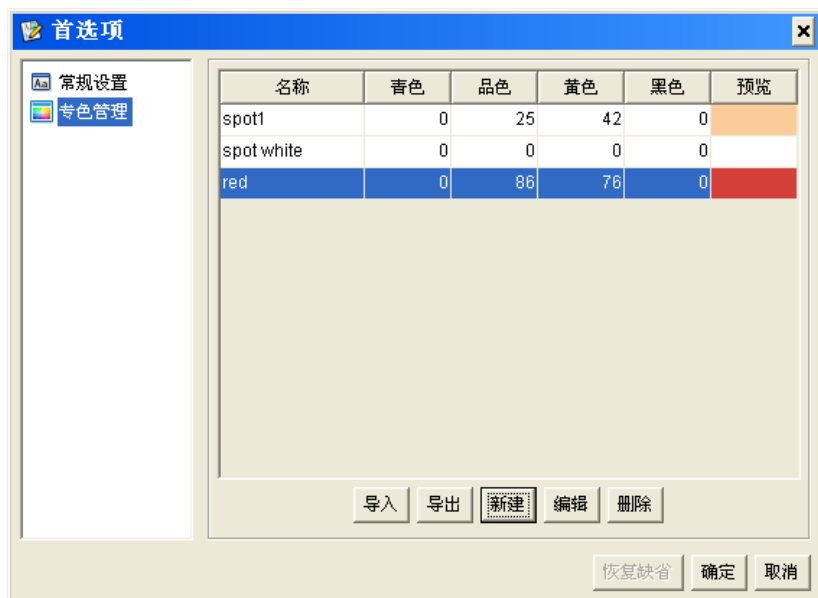 首选项
常规设置
专色管理
名称 青色 品色 黄色 黑色 预览
spot1 0 25 42 0
spot white 0 0 0 0
red 0 86 76 0
导入 导出 新建 编辑 删除
恢复缺省 确定 取消